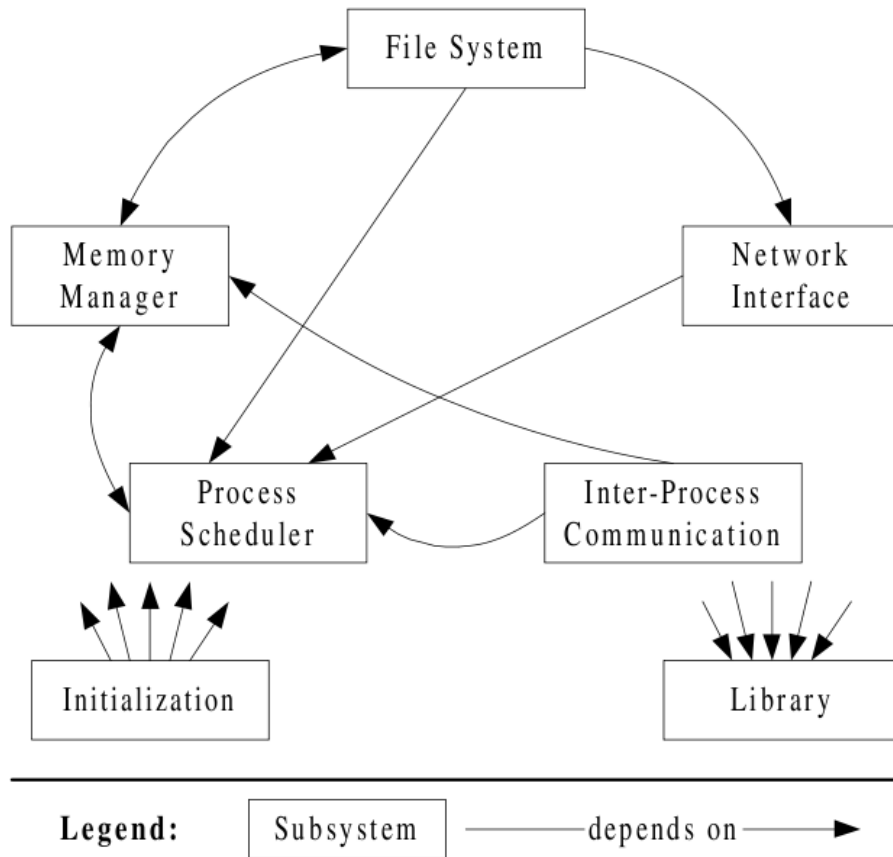 File System
Memory
Manager
Network
Interface
Process
Scheduler
Inter-Process
Communication
Initialization
Library
Legend:
Subsystem
depends on